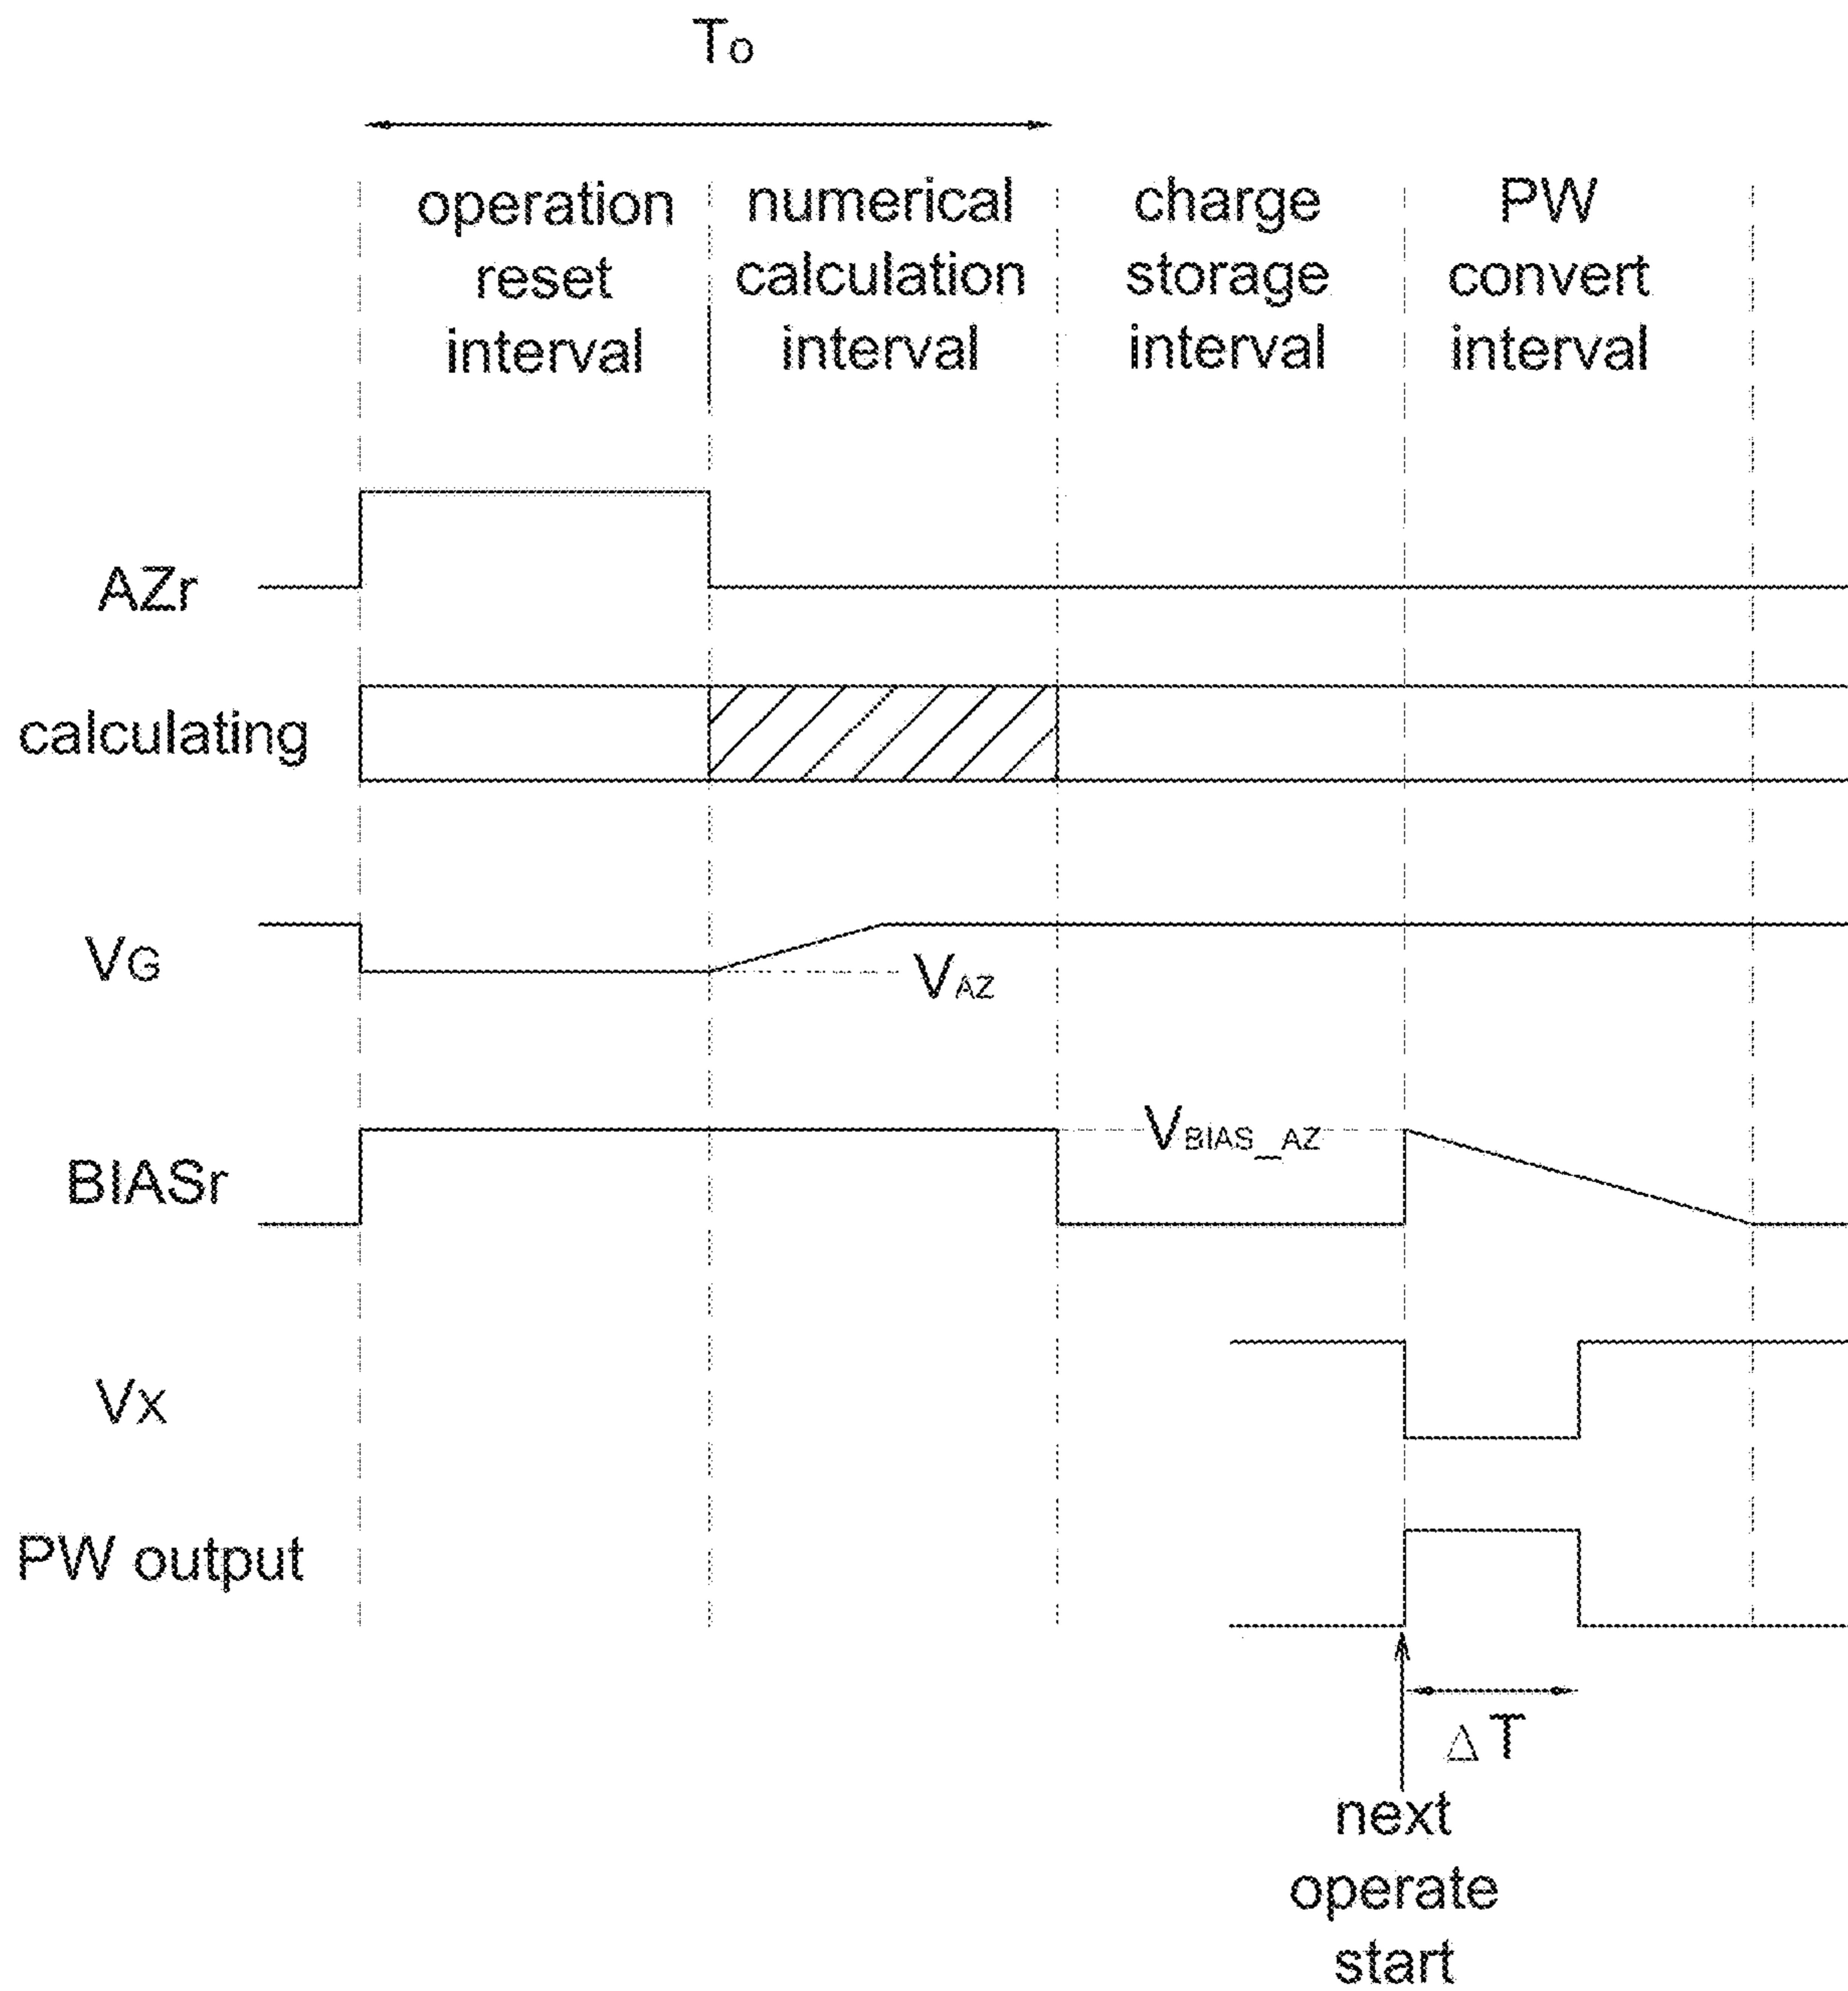 To
operation
reset
interval
numerical
calculation
interval
charge
storage
interval
PW
convert
interval
AZr
calculating
VG
VAZ
BIASr
VBIAS_AZ
VX
PW output
ΔT
next
operate
start